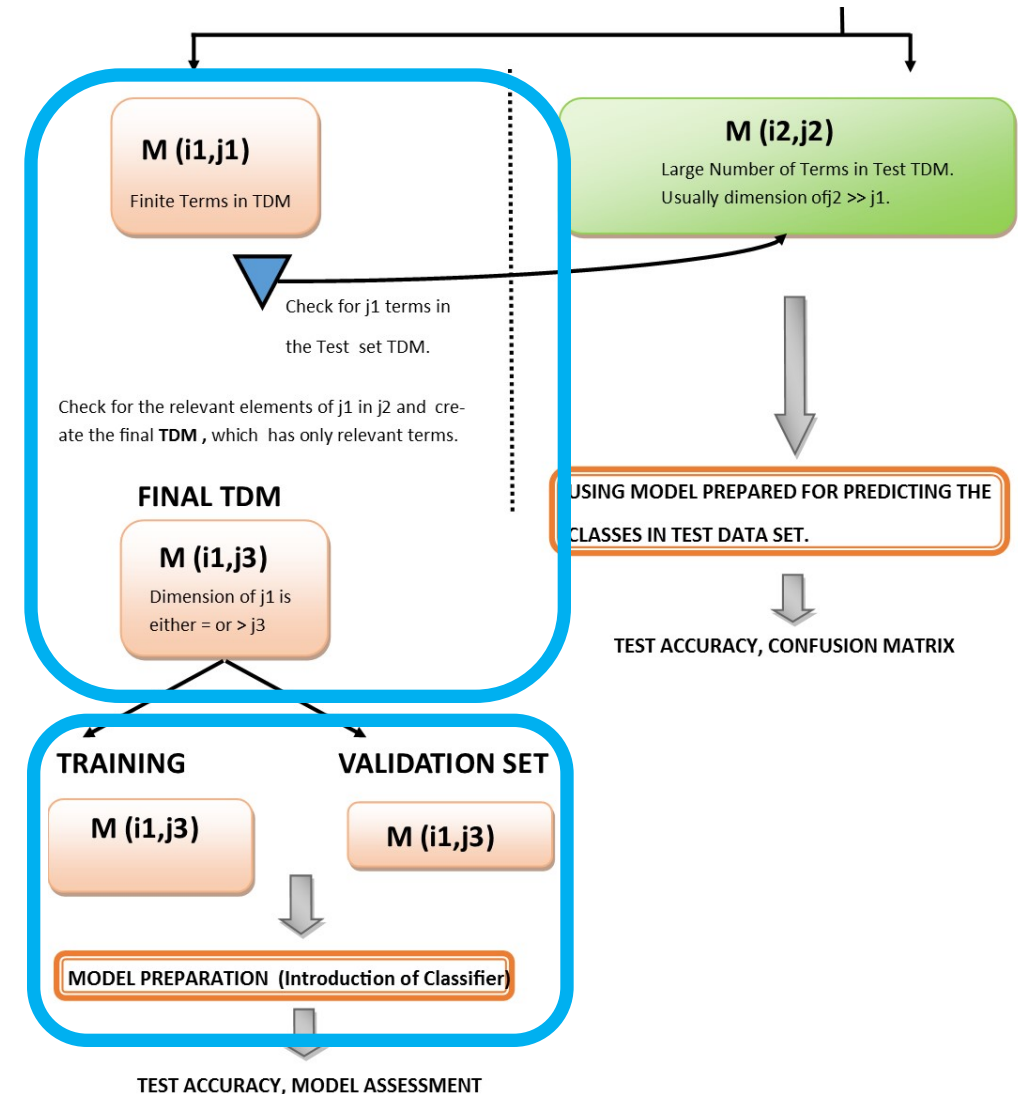 M (i1,j1)
Finite Terms in TDM
M (i2,j2)
Large Number of Terms in Test TDM.
Usually dimension ofj2 >> j1.
Check for j1 terms in
the Test set TDM.
Check for the relevant elements of j1 in j2 and cre-
ate the final TDM , which has only relevant terms.
FINAL TDM
M (i1,j3)
Dimension of j1 is
either = or > j3
USING MODEL PREPARED FOR PREDICTING THE
CLASSES IN TEST DATA SET.
TEST ACCURACY, CONFUSION MATRIX
TRAINING
VALIDATION SET
M (i1,j3)
M (i1,j3)
MODEL PREPARATION (Introduction of Classifier)
TEST ACCURACY, MODEL ASSESSMENT